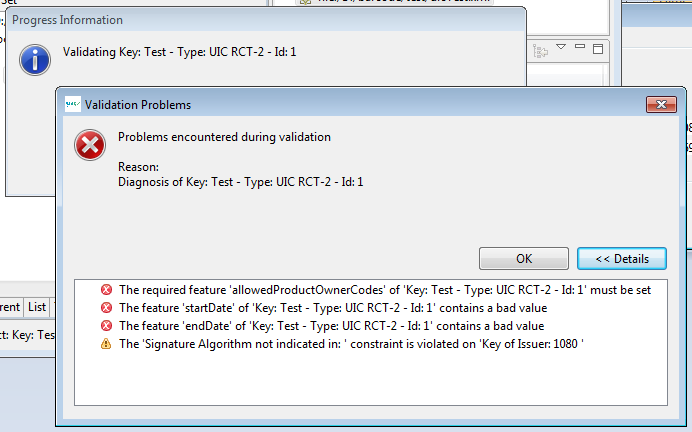 Set
Progress Information
Validating Key: Test - Type: UIC RCT-2 - Id: 1
Validation Problems
Problems encountered during validation
Reason:
Diagnosis of Key: Test - Type: UIC RCT-2 - Id: 1
OK
<< Details
The required feature 'allowedProductOwnerCodes' of 'Key: Test - Type: UIC RCT-2 - Id: 1' must be set
The feature 'startDate' of 'Key: Test - Type: UIC RCT-2 - Id: 1' contains a bad value
The feature 'endDate' of 'Key: Test - Type: UIC RCT-2 - Id: 1' contains a bad value
The 'Signature Algorithm not indicated in: ' constraint is violated on 'Key of Issuer: 1080 '
rent List
ct: Key: Tes